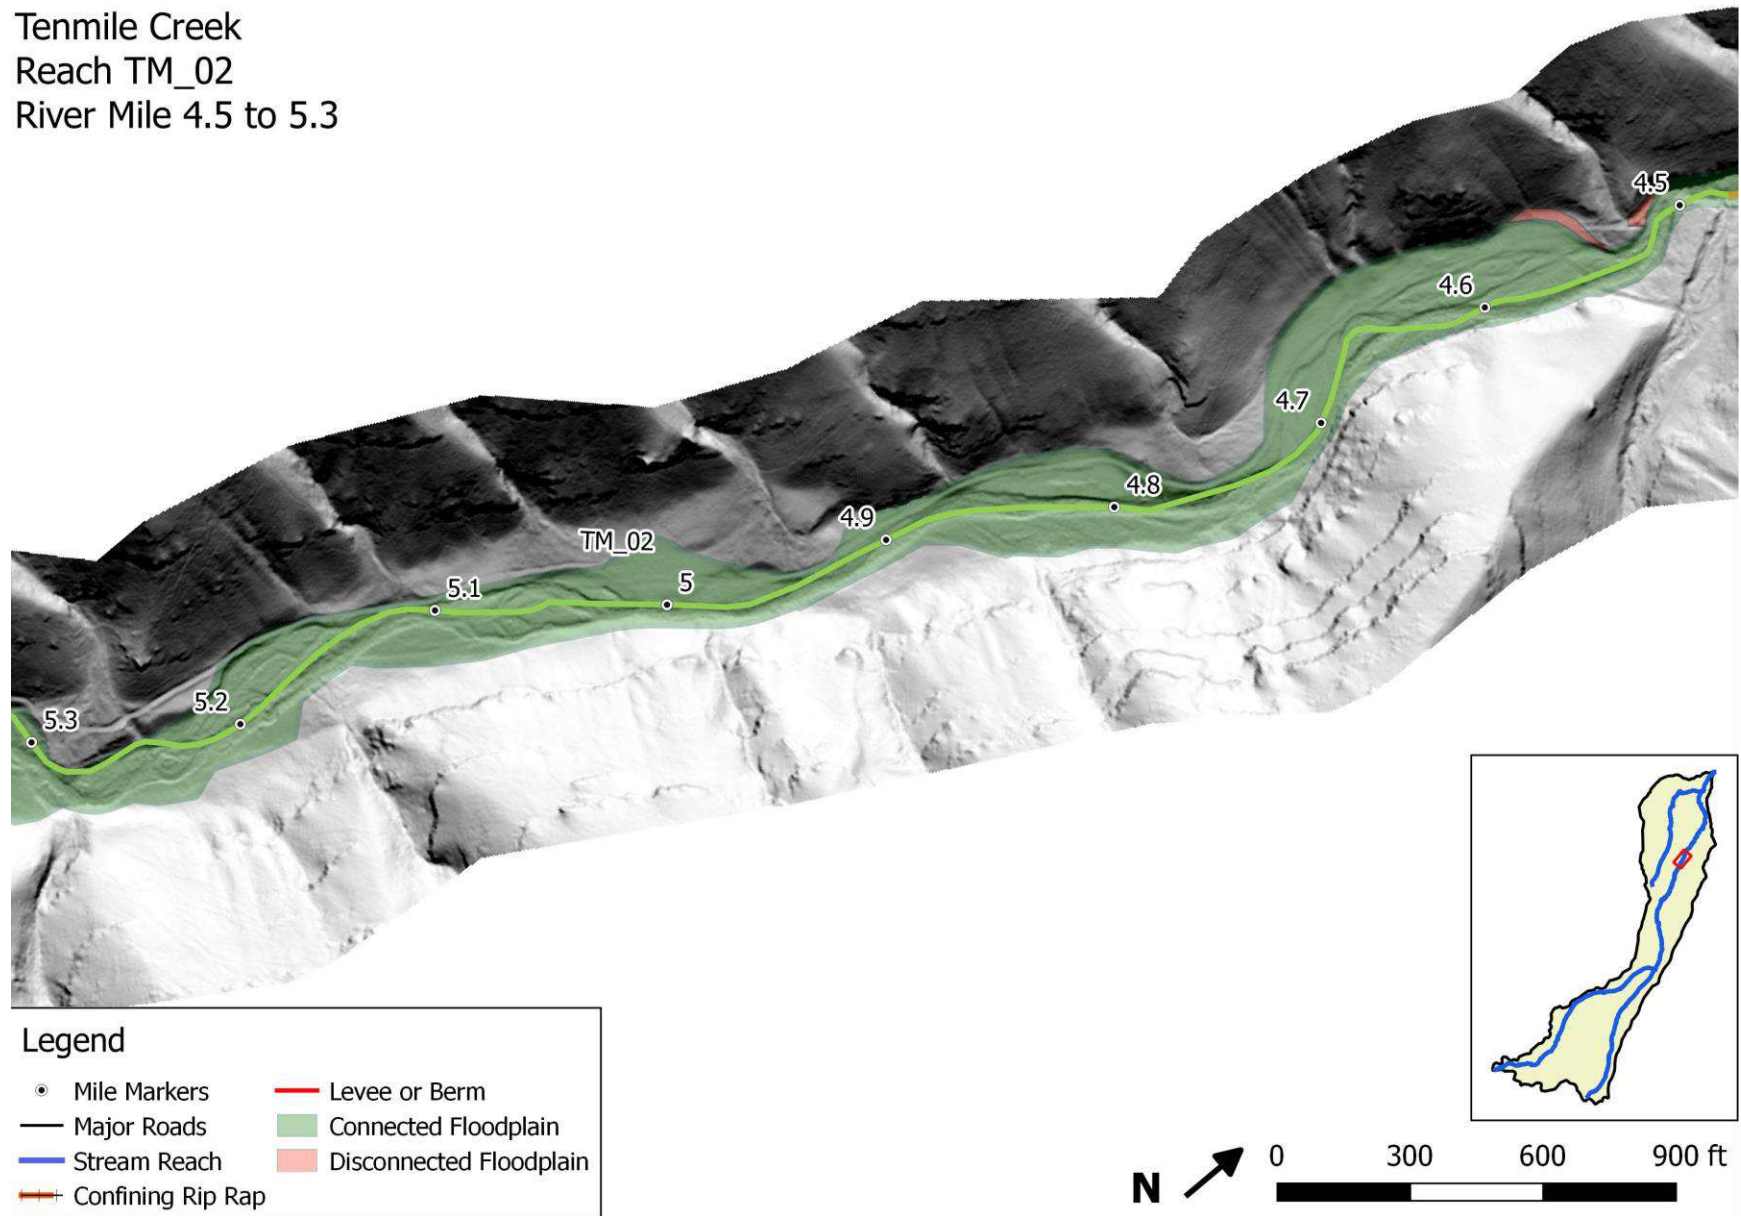 Tenmile Creek
Reach TM_02
River Mile 4.5 to 5.3
4.5
4.6
4.7
4.8
4.9
TM_02
5
5.1
5.2
5.3
Legend
Mile Markers
Major Roads
Stream Reach
Confining Rip Rap
Levee or Berm
Connected Floodplain
Disconnected Floodplain
N
0 300 600 900 ft